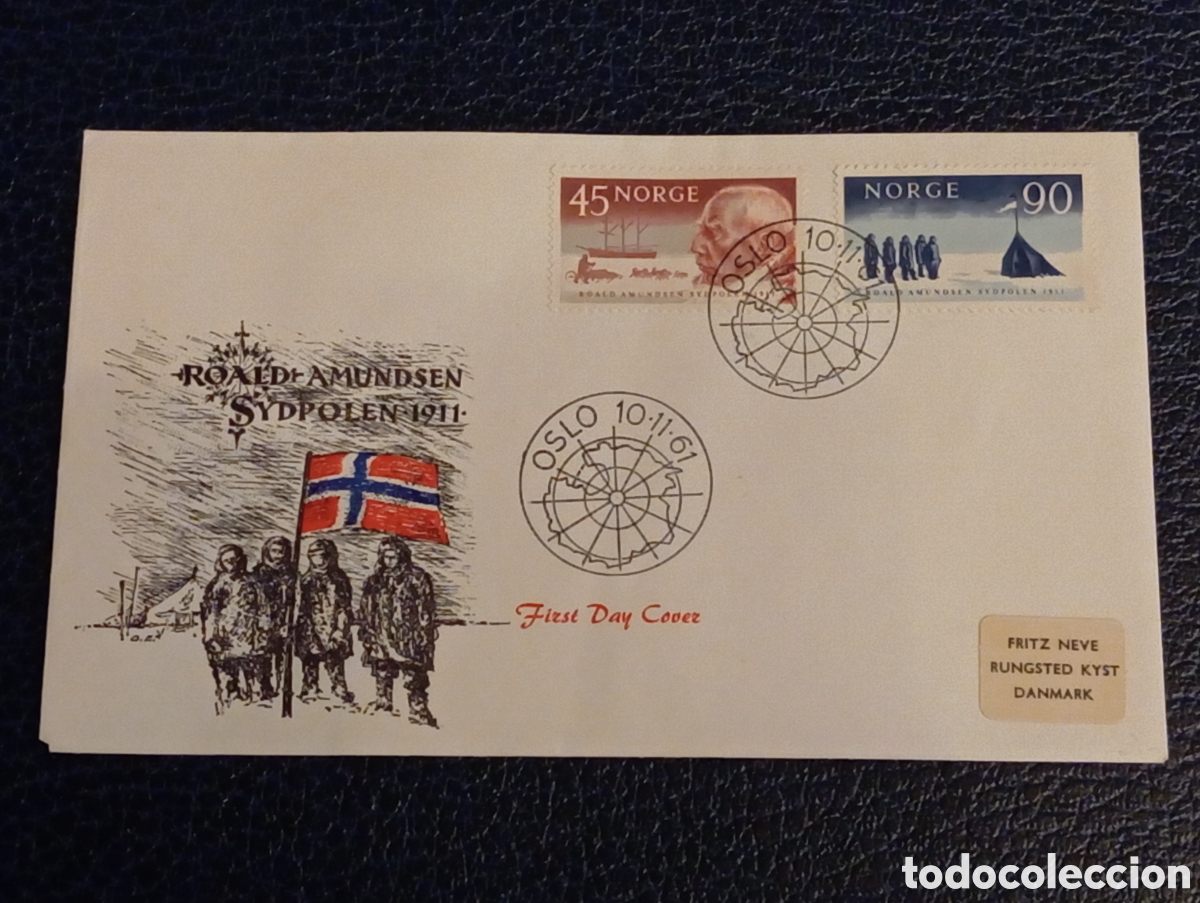 45 NORGE
ROALD AMUNDSEN SYDPOLEN 1911
NORGE 90
ROALD AMUNDSEN SYDPOLEN 1911
OSLO 10·11·61
ROALD AMUNDSEN
SYDPOLEN·1911·
OSLO 10·11·61
First Day Cover
FRITZ NEVE
RUNGSTED KYST
DANMARK
todocoleccion